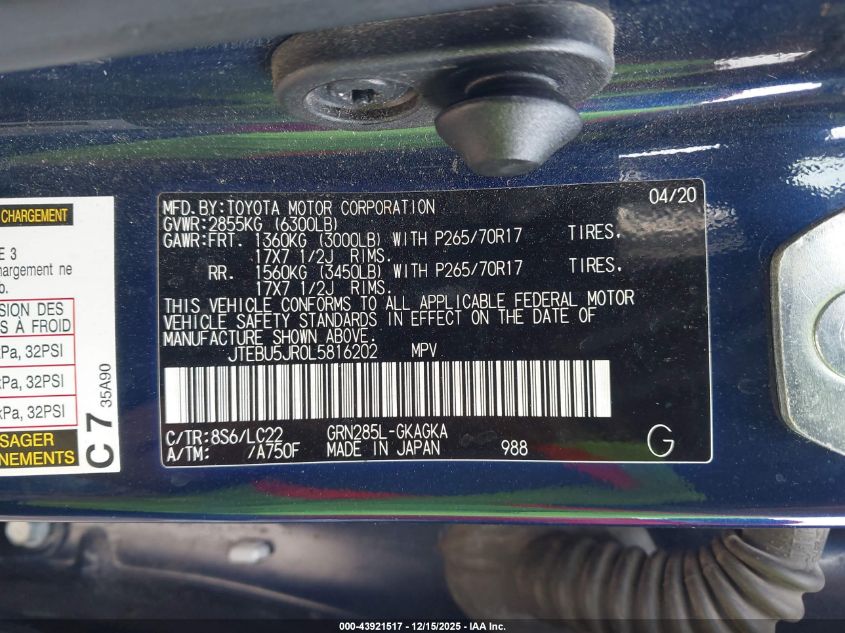 CHARGEMENT
E 3
hargement ne
b.
SION DES
S À FROID
kPa, 32PSI
kPa, 32PSI
kPa, 32PSI
SAGER
NEMENTS
C 7 35A90
MFD.BY:TOYOTA MOTOR CORPORATION 04/20
GVWR:2855KG (6300LB)
GAWR:FRT. 1360KG (3000LB) WITH P265/70R17 TIRES,
17X7 1/2J RIMS.
RR. 1560KG (3450LB) WITH P265/70R17 TIRES,
17X7 1/2J RIMS.
THIS VEHICLE CONFORMS TO ALL APPLICABLE FEDERAL MOTOR
VEHICLE SAFETY STANDARDS IN EFFECT ON THE DATE OF
MANUFACTURE SHOWN ABOVE.
JTEBU5JR0L5816202 MPV
C/TR:8S6/LC22 GRN285L-GKAGKA
A/TM: /A750F MADE IN JAPAN 988 G
000-43921517 - 12/15/2025 - IAA Inc.